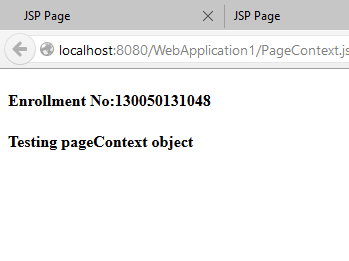 JSP Page
JSP Page
localhost:8080/WebApplication1/PageContext.js
Enrollment No:130050131048
Testing pageContext object